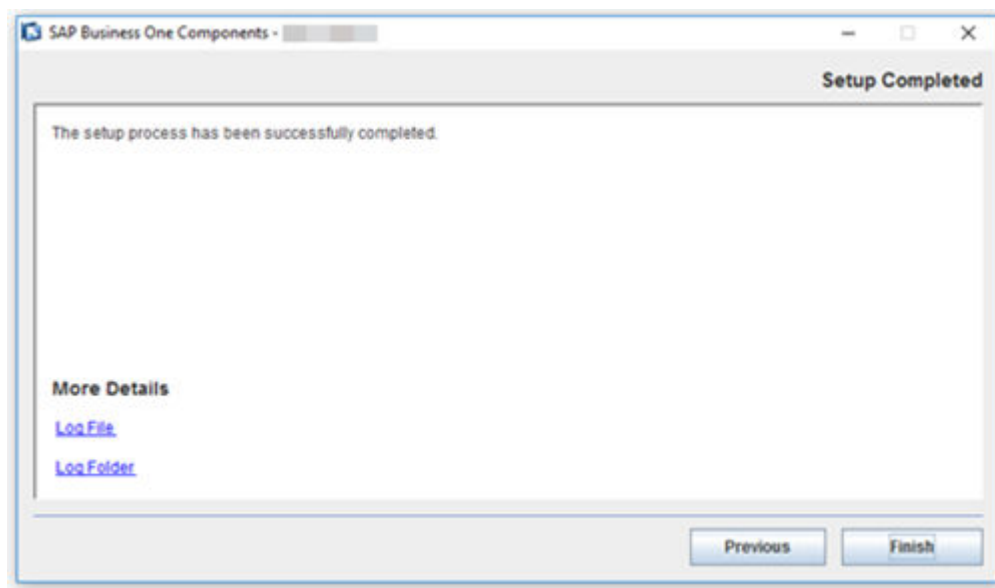 SAP Business One Components -
Setup Completed
The setup process has been successfully completed.
More Details
Log File
Log Folder
Previous
Finish